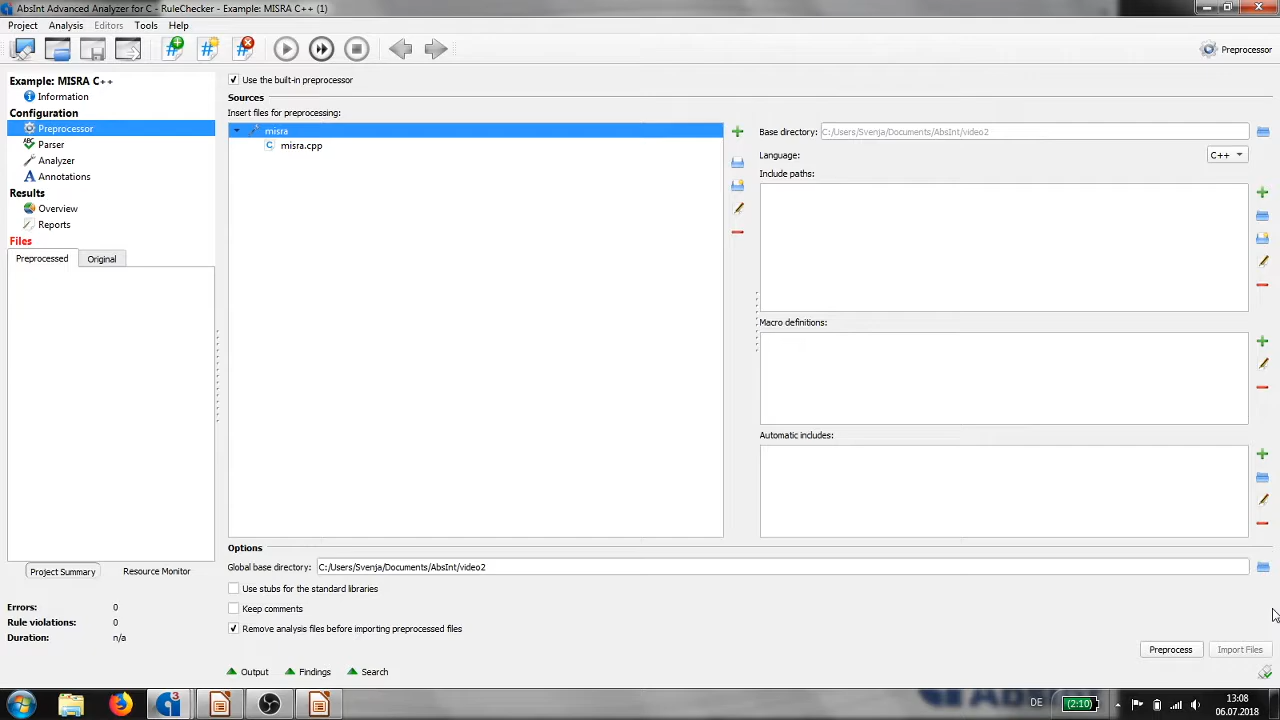 AbsInt Advanced Analyzer for C - RuleChecker - Example: MISRA C++ (1)
Project Analysis Editors Tools Help
Preprocessor
Example: MISRA C++
Information
Configuration
Preprocessor
Parser
Analyzer
Annotations
Results
Overview
Reports
Files
Preprocessed Original
Use the built-in preprocessor
Sources
Insert files for preprocessing:
misra
misra.cpp
Base directory: C:/Users/Svenja/Documents/AbsInt/video2
Language: C++
Include paths:
Macro definitions:
Automatic includes:
Options
Global base directory: C:/Users/Svenja/Documents/AbsInt/video2
Use stubs for the standard libraries
Keep comments
Remove analysis files before importing preprocessed files
Preprocess Import Files
Project Summary Resource Monitor
Errors: 0
Rule violations: 0
Duration: n/a
Output Findings Search
DE (2:10) 13:08
06.07.2018